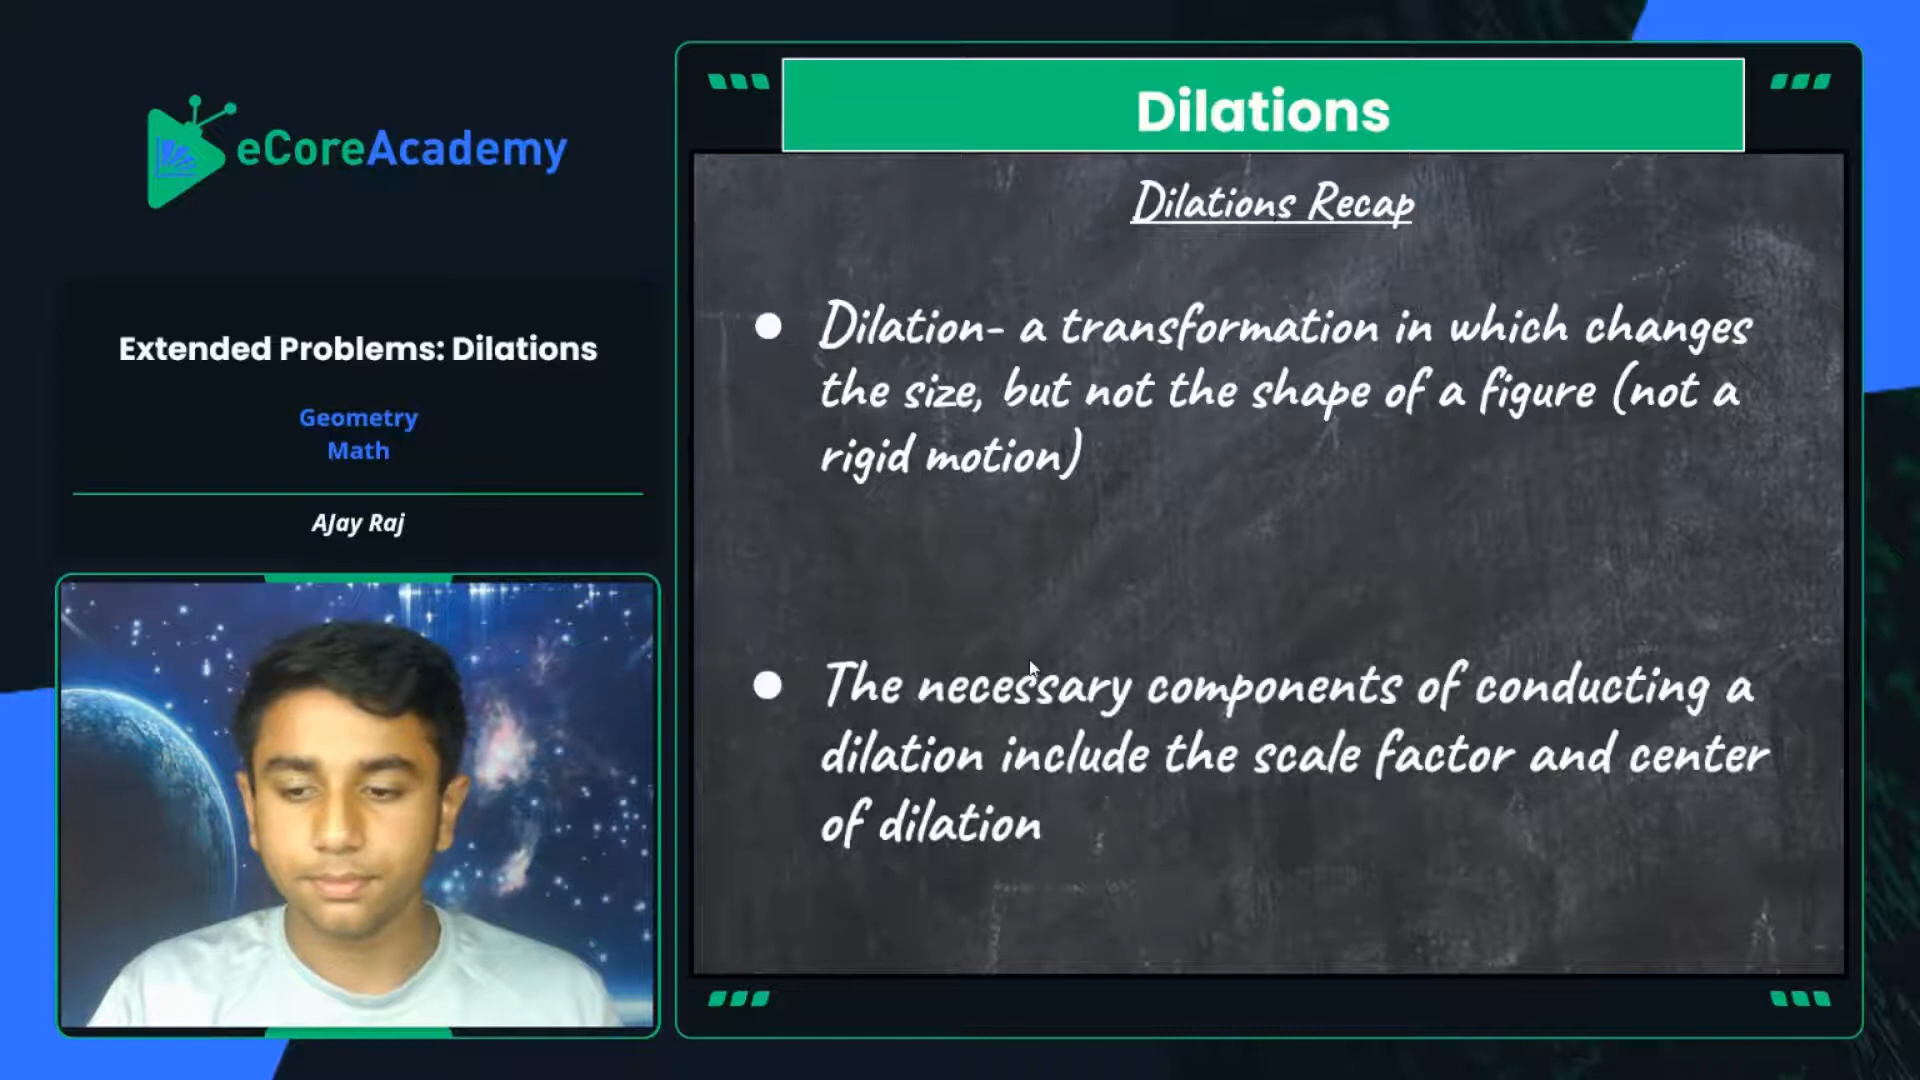 eCoreAcademy
Extended Problems: Dilations
Geometry
Math
AJay Raj
Dilations
Dilations Recap
Dilation- a transformation in which changes
the size, but not the shape of a figure (not a
rigid motion)
The necessary components of conducting a
dilation include the scale factor and center
of dilation